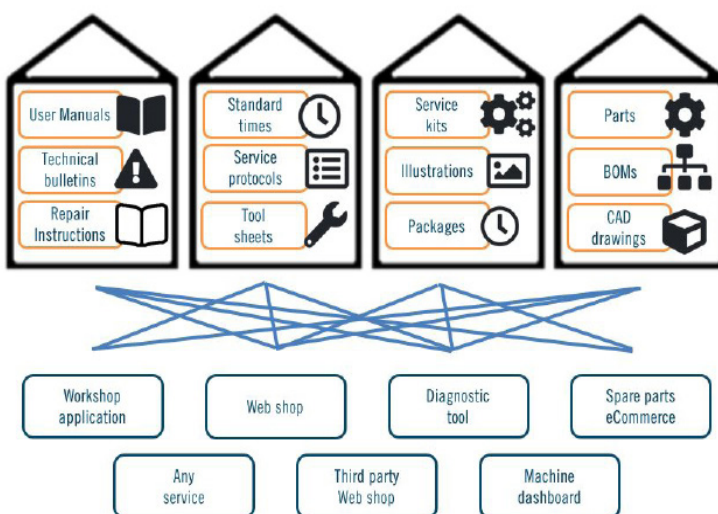 User Manuals
Technical
bulletins
Repair
Instructions
Standard
times
Service
protocols
Tool
sheets
Service
kits
Illustrations
Packages
Parts
BOMs
CAD
drawings
Workshop
application
Web shop
Diagnostic
tool
Spare parts
eCommerce
Any
service
Third party
Web shop
Machine
dashboard